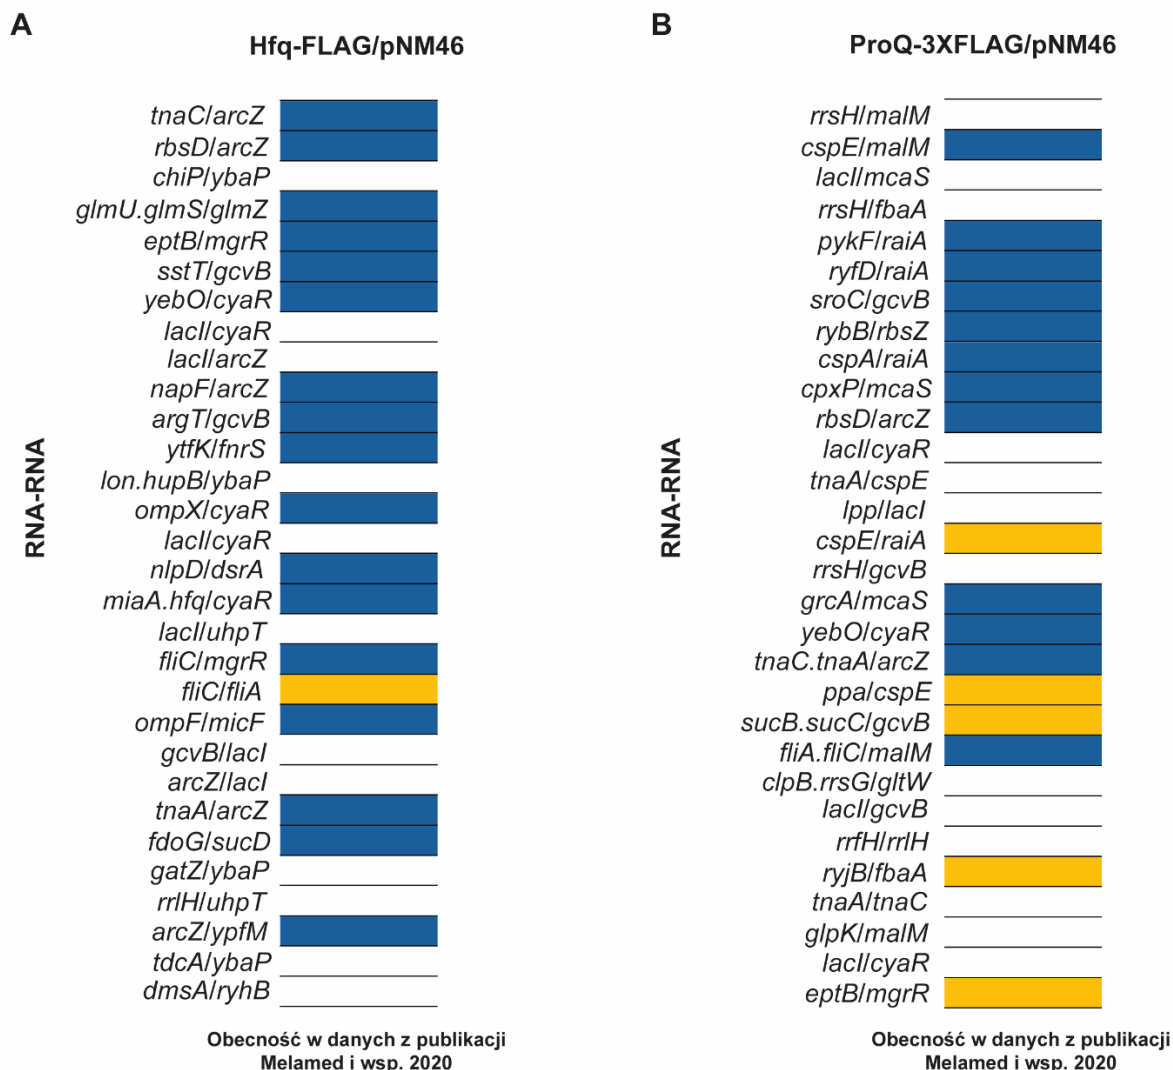 A
Hfq-FLAG/pNM46
RNA-RNA
tnaC/arcZ
rbsD/arcZ
chiP/ybaP
glmU.glmS/glmZ
eptB/mgrR
sstT/gcvB
yebO/cyaR
lacI/cyaR
lacI/arcZ
napF/arcZ
argT/gcvB
ytfK/fnrS
lon.hupB/ybaP
ompX/cyaR
lacI/cyaR
nlpD/dsrA
miaA.hfq/cyaR
lacI/uhpT
fliC/mgrR
fliC/fliA
ompF/micF
gcvB/lacI
arcZ/lacI
tnaA/arcZ
fdoG/sucD
gatZ/ybaP
rrlH/uhpT
arcZ/ypfM
tdcA/ybaP
dmsA/ryhB
Obecność w danych z publikacji
Melamed i wsp. 2020
B
ProQ-3XFLAG/pNM46
RNA-RNA
rrsH/malM
cspE/malM
lacI/mcaS
rrsH/fbaA
pykF/raiA
ryfD/raiA
sroC/gcvB
rybB/rbsZ
cspA/raiA
cpxP/mcaS
rbsD/arcZ
lacI/cyaR
tnaA/cspE
lpp/lacI
cspE/raiA
rrsH/gcvB
grcA/mcaS
yebO/cyaR
tnaC.tnaA/arcZ
ppa/cspE
sucB.sucC/gcvB
fliA.fliC/malM
clpB.rrsG/gltW
lacI/gcvB
rrfH/rrlH
ryjB/fbaA
tnaA/tnaC
glpK/malM
lacI/cyaR
eptB/mgrR
Obecność w danych z publikacji
Melamed i wsp. 2020